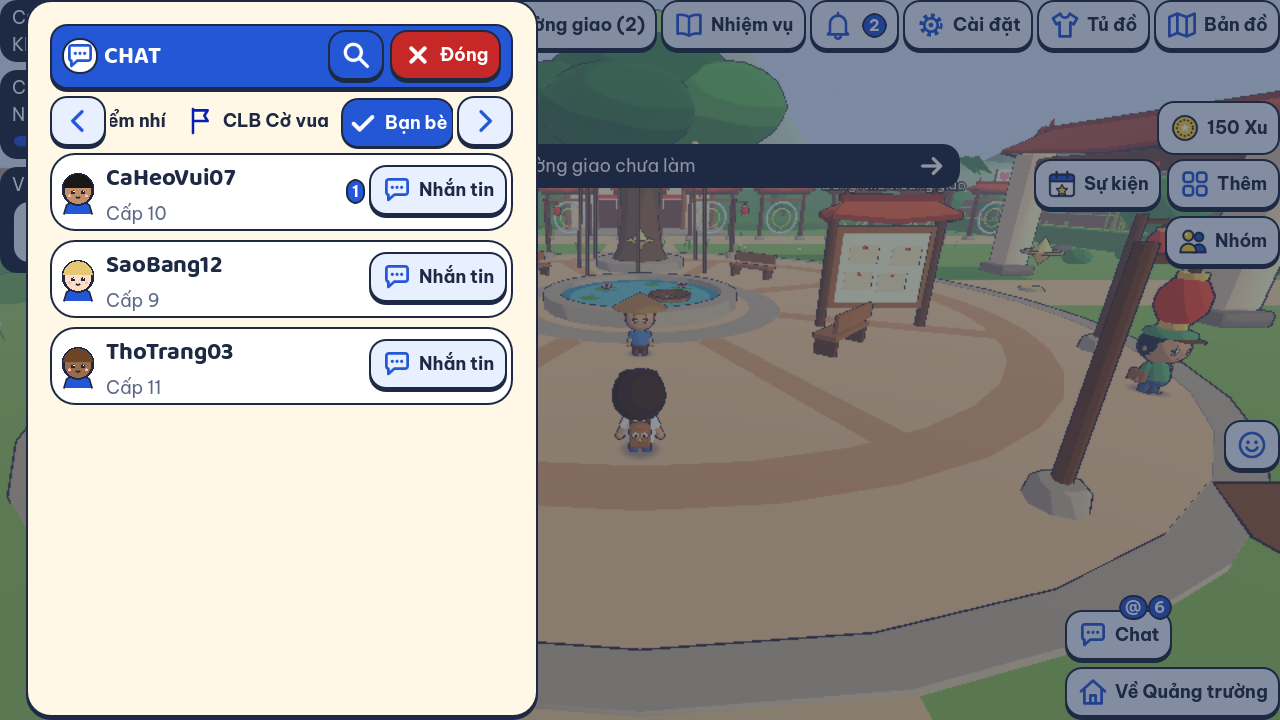 CHAT
Đóng
ểm nhí
CLB Cờ vua
Bạn bè
CaHeoVui07
Cấp 10
1
Nhắn tin
SaoBang12
Cấp 9
Nhắn tin
ThoTrang03
Cấp 11
Nhắn tin
ờng giao (2)
Nhiệm vụ
2
Cài đặt
Tủ đồ
Bản đồ
150 Xu
ờng giao chưa làm
Sự kiện
Thêm
Nhóm
@ 6
Chat
Về Quảng trường